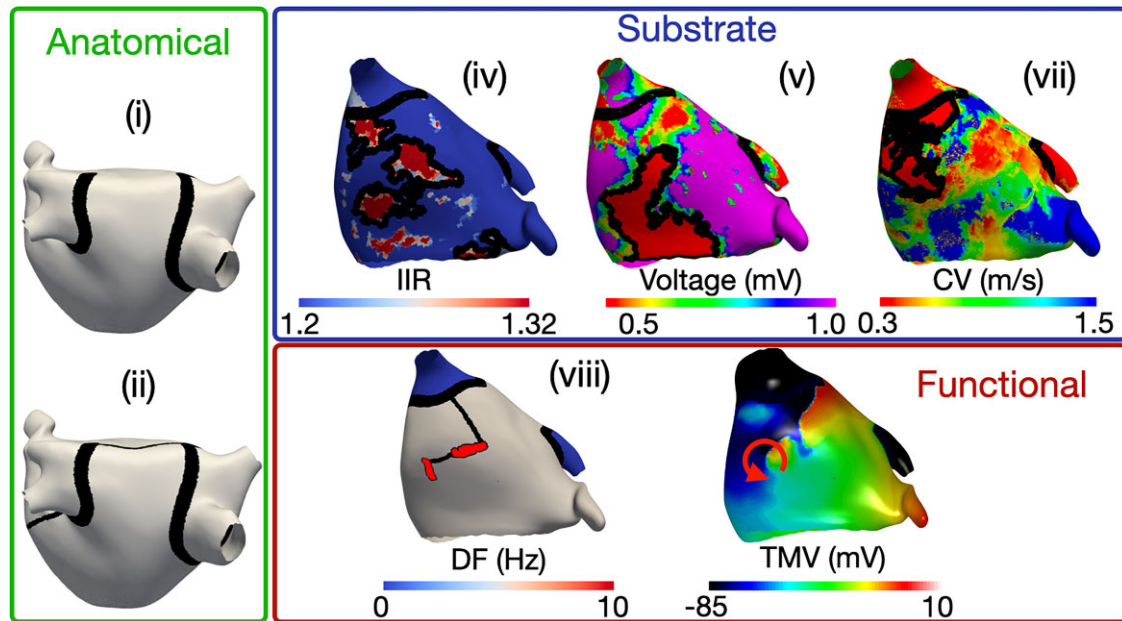 Anatomical
(i)
(ii)
Substrate
(iv)
(v)
(vii)
IIR
1.2 1.32
Voltage (mV)
0.5 1.0
CV (m/s)
0.3 1.5
(viii)
Functional
DF (Hz)
0 10
TMV (mV)
-85 10